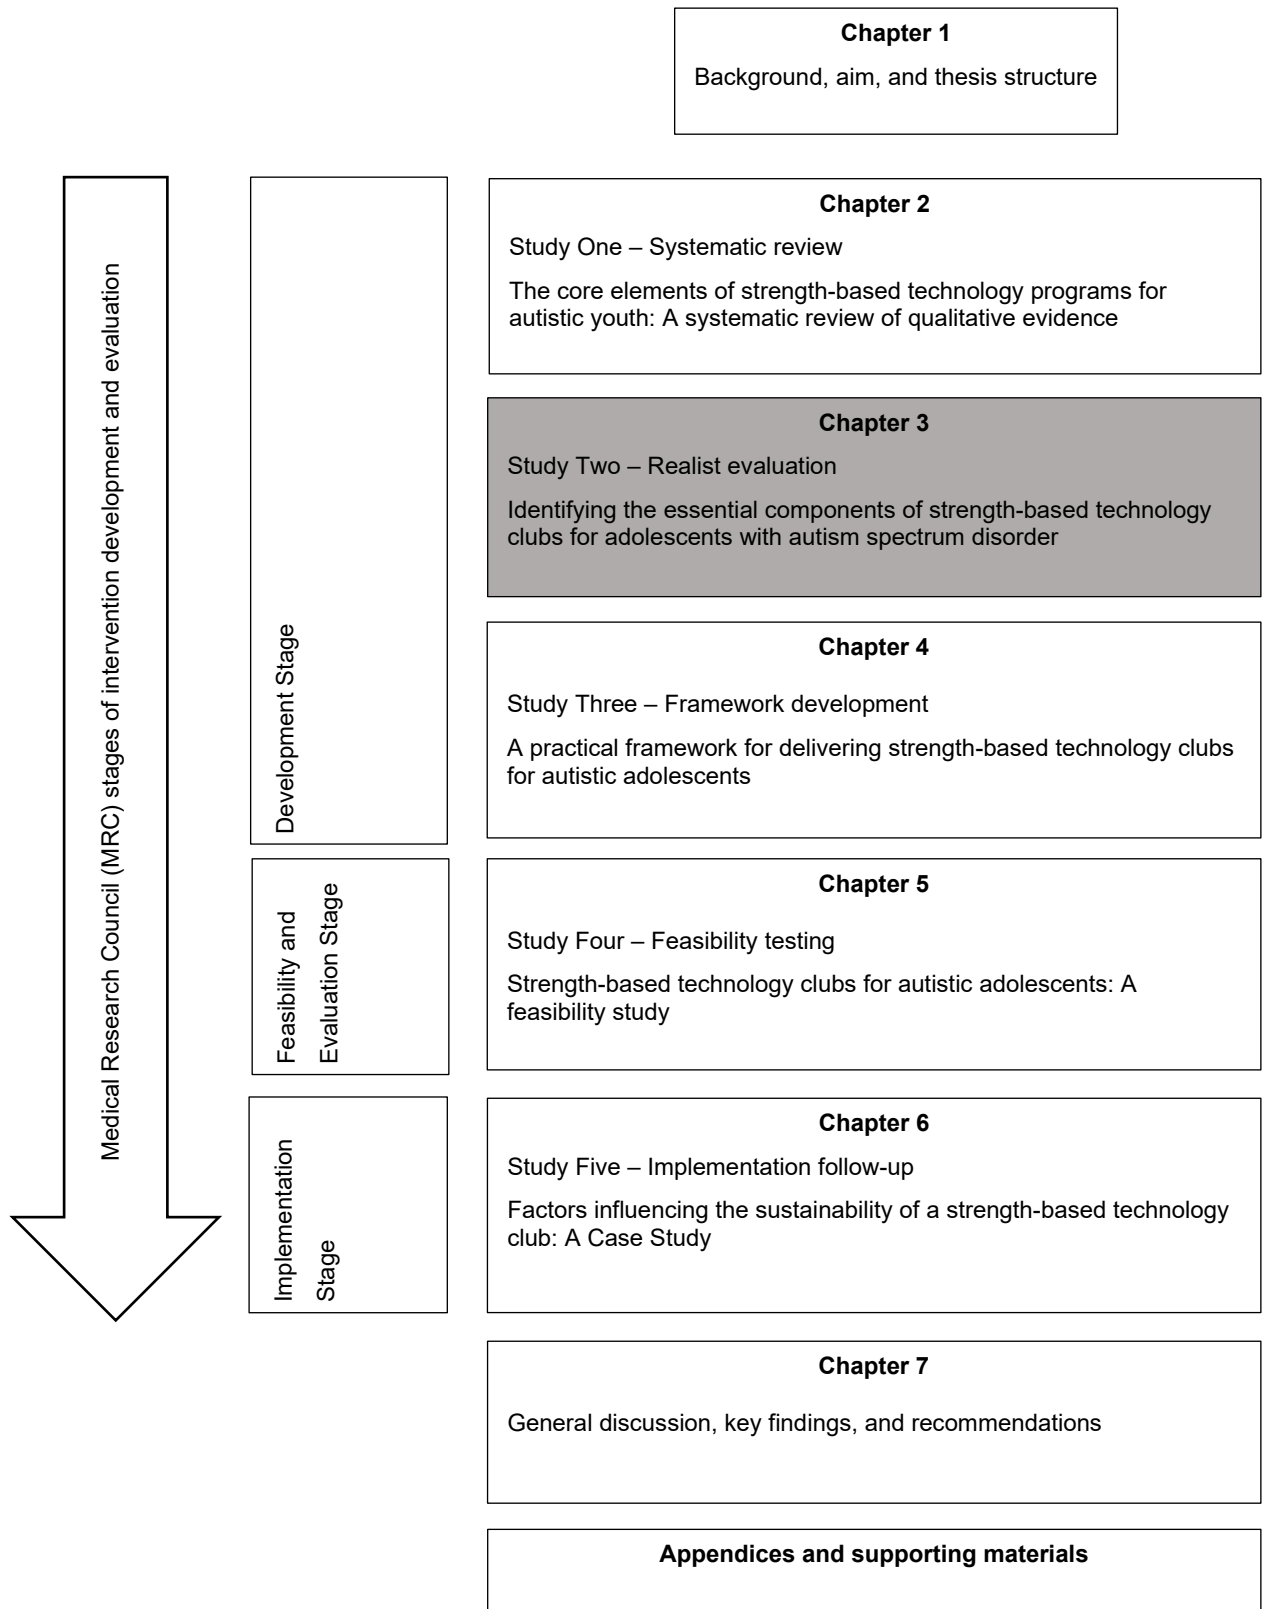 Chapter 1
Background, aim, and thesis structure
Medical Research Council (MRC) stages of intervention development and evaluation
Development Stage
Chapter 2
Study One – Systematic review
The core elements of strength-based technology programs for
autistic youth: A systematic review of qualitative evidence
Chapter 3
Study Two – Realist evaluation
Identifying the essential components of strength-based technology
clubs for adolescents with autism spectrum disorder
Chapter 4
Study Three – Framework development
A practical framework for delivering strength-based technology clubs
for autistic adolescents
Feasibility and
Evaluation Stage
Chapter 5
Study Four – Feasibility testing
Strength-based technology clubs for autistic adolescents: A
feasibility study
Implementation
Stage
Chapter 6
Study Five – Implementation follow-up
Factors influencing the sustainability of a strength-based technology
club: A Case Study
Chapter 7
General discussion, key findings, and recommendations
Appendices and supporting materials